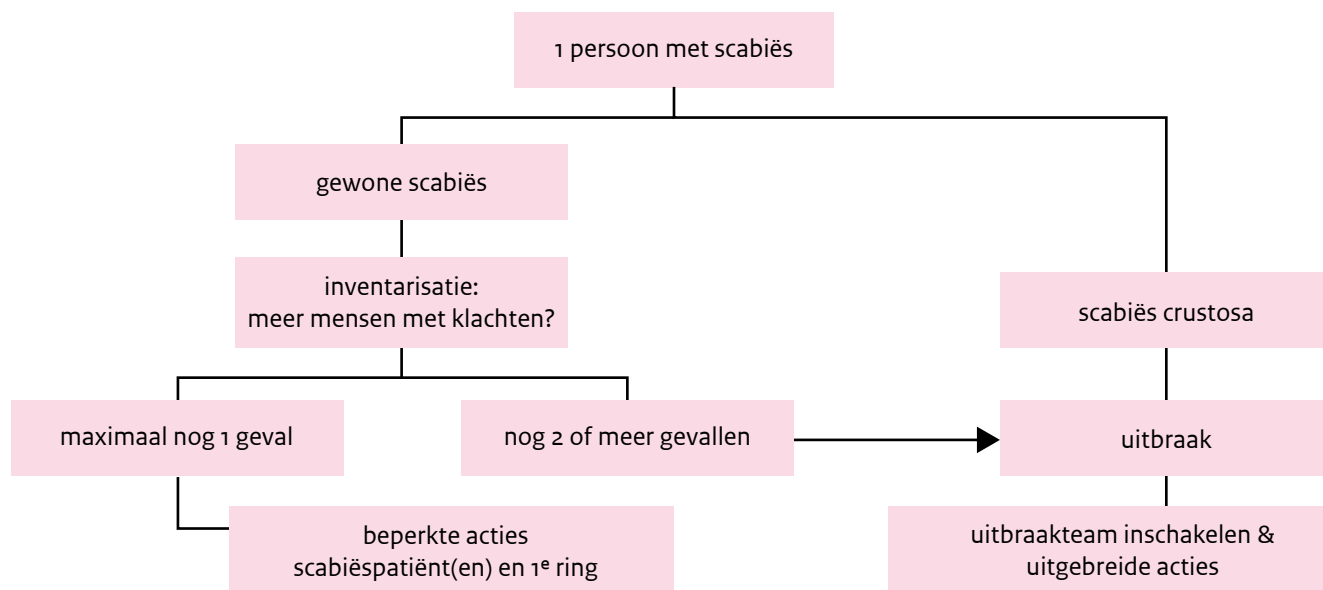 1 persoon met scabiës
gewone scabiës
inventarisatie:
meer mensen met klachten?
scabiës crustosa
maximaal nog 1 geval
nog 2 of meer gevallen
uitbraak
beperkte acties
scabiëspatiënt(en) en 1e ring
uitbraakteam inschakelen &
uitgebreide acties